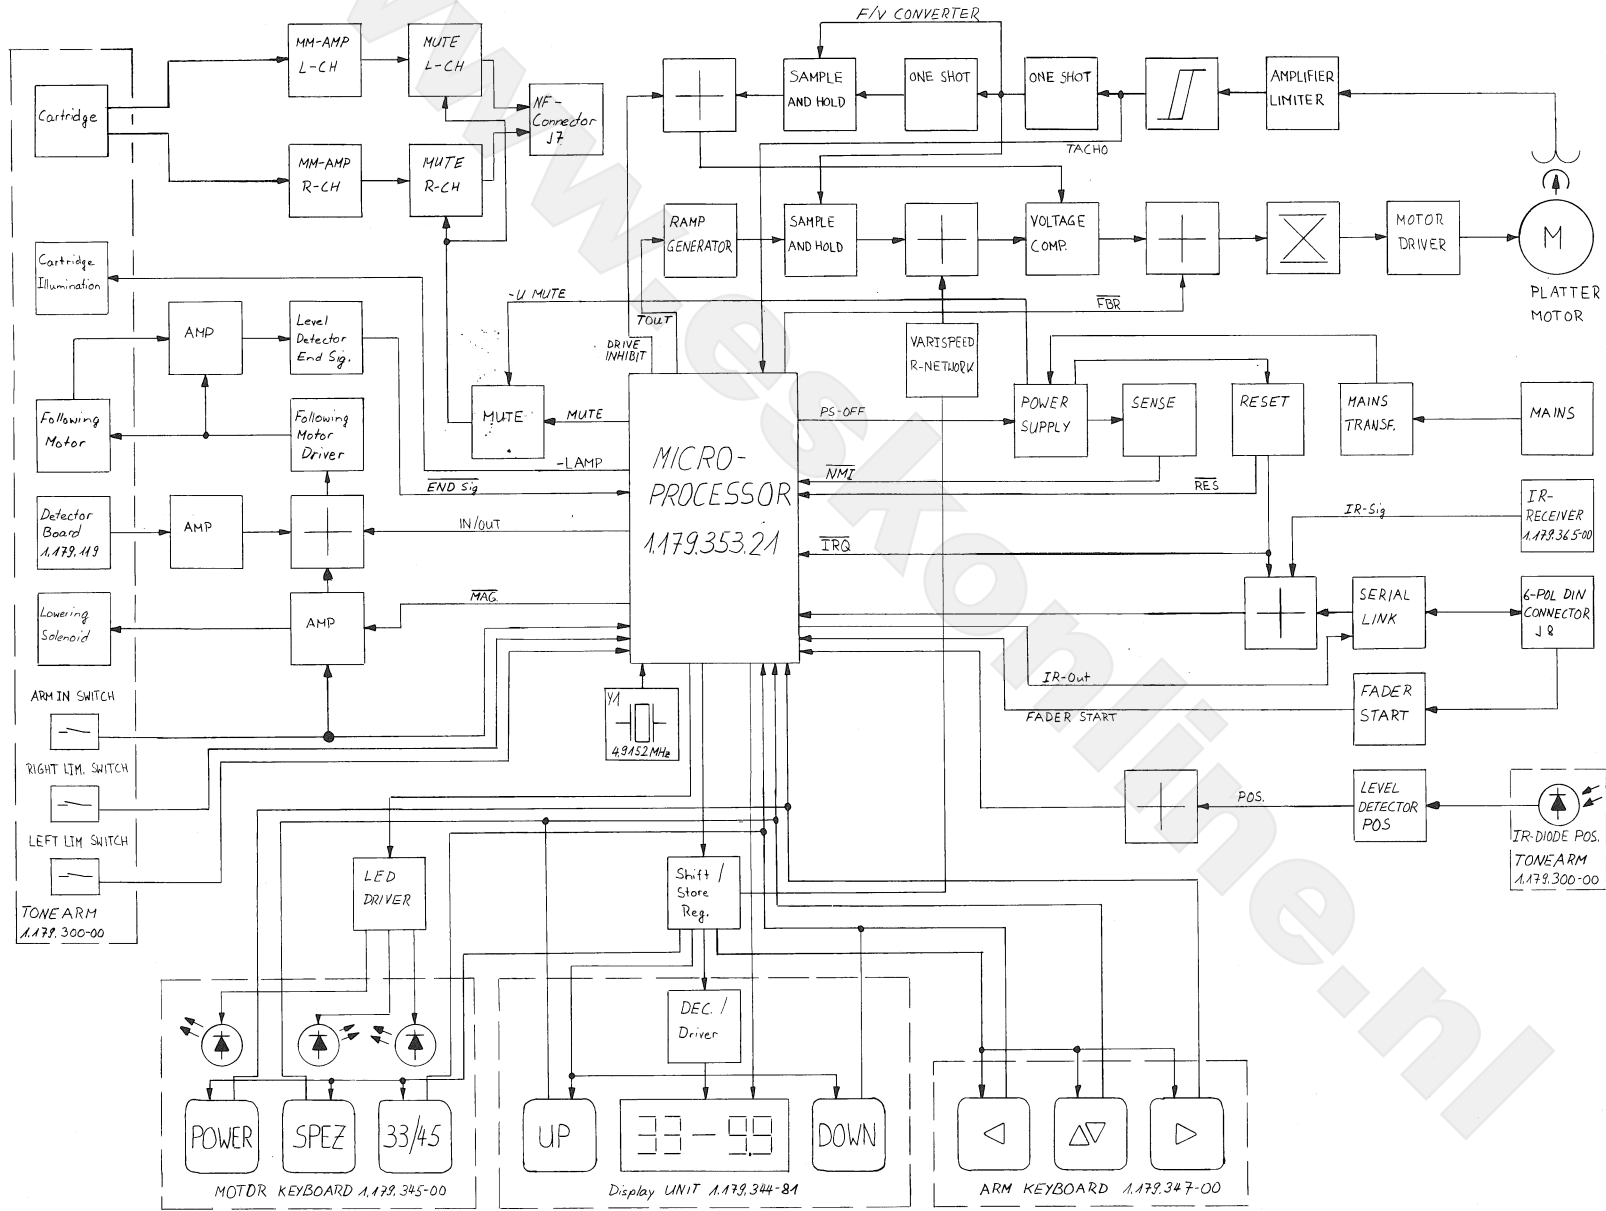 F/V CONVERTER
MM-AMP
L-CH
MUTE
L-CH
Cartridge
NF-
Connector
J7
MM-AMP
R-CH
MUTE
R-CH
SAMPLE
AND HOLD
ONE SHOT
ONE SHOT
AMPLIFIER
LIMITER
TACHO
RAMP
GENERATOR
SAMPLE
AND HOLD
VOLTAGE
COMP.
MOTOR
DRIVER
M
PLATTER
MOTOR
Cartridge
Illumination
-U MUTE
TOUT
DRIVE
INHIBIT
FBR
VARISPEED
R-NETWORK
AMP
Level
Detector
End Sig.
Following
Motor
Following
Motor
Driver
MUTE
MUTE
-LAMP
END Sig
MICRO-
PROCESSOR
1.179.353.21
PS-OFF
POWER
SUPPLY
SENSE
RESET
MAINS
TRANSF.
MAINS
NMI
RES
IR-Sig
IR-
RECEIVER
1.179.365-00
Detector
Board
1.179.119
AMP
IN/OUT
IRQ
Lowering
Solenoid
AMP
MAG.
SERIAL
LINK
6-POL DIN
CONNECTOR
J8
IR-Out
FADER START
FADER
START
ARM IN SWITCH
Y1
4.9152MHz
RIGHT LIM. SWITCH
LEFT LIM SWITCH
TONEARM
1.179.300-00
POS.
LEVEL
DETECTOR
POS
IR-DIODE POS.
TONEARM
1.179.300-00
LED
DRIVER
Shift /
Store
Reg.
DEC. /
Driver
POWER
SPEZ
33/45
UP
33-9.9
DOWN
MOTOR KEYBOARD 1.179.345-00
Display UNIT 1.179.344-81
ARM KEYBOARD 1.179.347-00
www.eskonline.nl